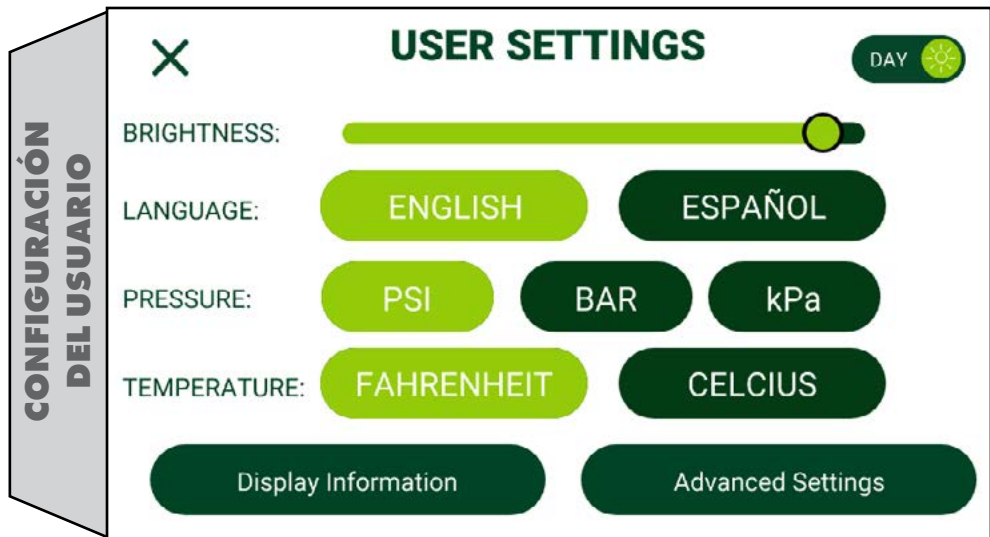 CONFIGURACIÓN
DEL USUARIO
USER SETTINGS
DAY
BRIGHTNESS:
LANGUAGE: ENGLISH ESPAÑOL
PRESSURE: PSI BAR kPa
TEMPERATURE: FAHRENHEIT CELCIUS
Display Information Advanced Settings